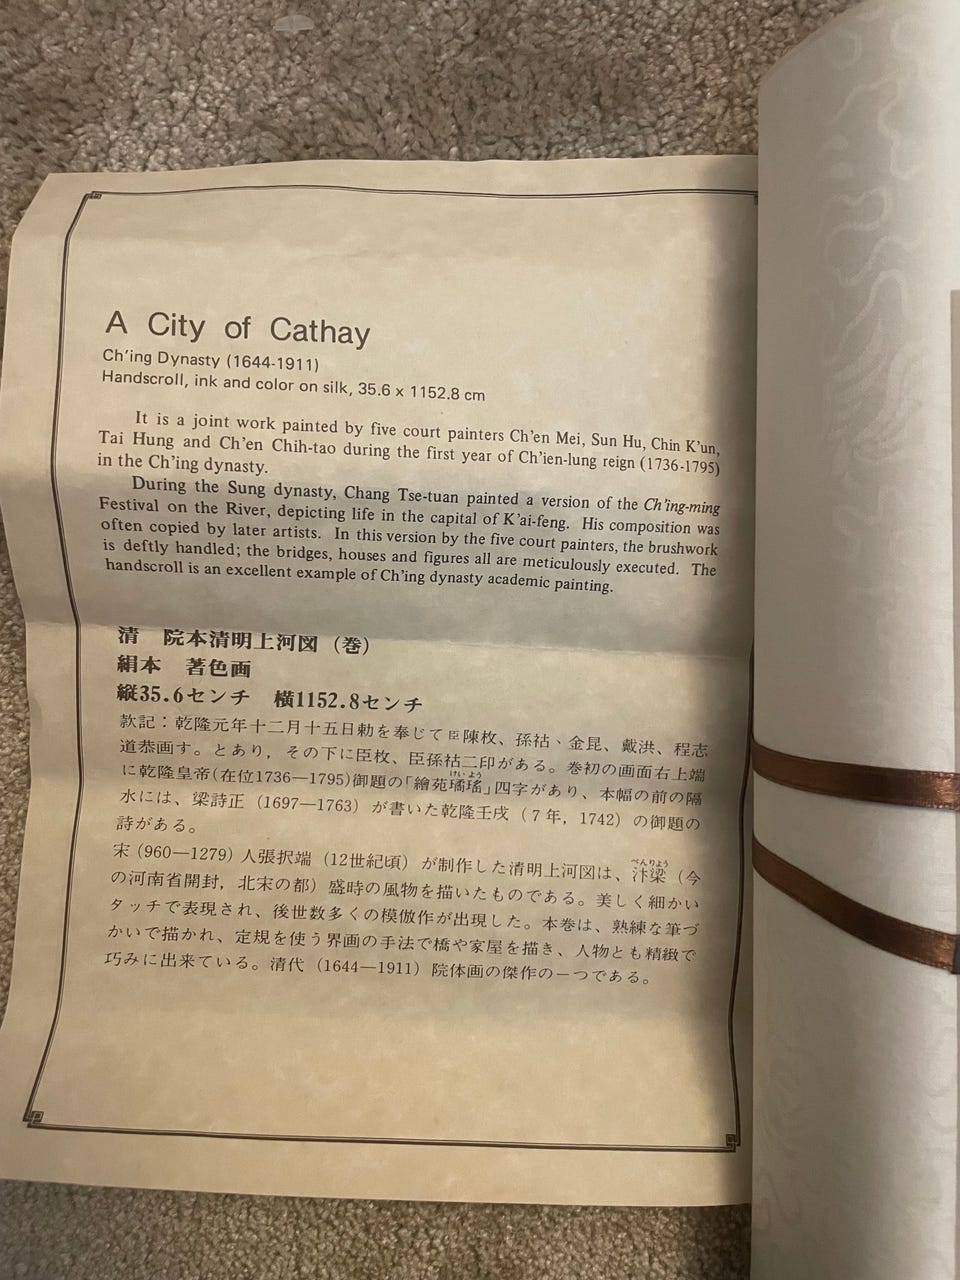 A City of Cathay
Ch'ing Dynasty (1644-1911)
Handscroll, ink and color on silk, 35.6 x 1152.8 cm
It is a joint work painted by five court painters Ch'en Mei, Sun Hu, Chin K'un,
Tai Hung and Ch'en Chih-tao during the first year of Ch'ien-lung reign (1736-1795)
in the Ch'ing dynasty.
During the Sung dynasty, Chang Tse-tuan painted a version of the Ch'ing-ming
Festival on the River, depicting life in the capital of K'ai-feng. His composition was
often copied by later artists. In this version by the five court painters, the brushwork
is deftly handled; the bridges, houses and figures all are meticulously executed. The
handscroll is an excellent example of Ch'ing dynasty academic painting.
清 院本清明上河図（巻）
絹本 著色画
縦35.6センチ 横1152.8センチ
款記：乾隆元年十二月十五日勅を奉じて臣陳枚、孫祜、金昆、戴洪、程志
道恭画す。とあり，その下に臣枚、臣孫祜二印がある。巻初の画面右上端
に乾隆皇帝(在位1736—1795)御題の「繪苑璚瑤」四字があり、本幅の前の隔
けいよう
水には、梁詩正（1697—1763）が書いた乾隆壬戌（7年，1742）の御題の
詩がある。
宋（960—1279）人張択端（12世紀頃）が制作した清明上河図は、汴梁（今
べんりょう
の河南省開封，北宋の都）盛時の風物を描いたものである。美しく細かい
タッチで表現され、後世数多くの模倣作が出現した。本巻は、熟練な筆づ
かいで描かれ、定規を使う界画の手法で橋や家屋を描き、人物とも精緻で
巧みに出来ている。清代（1644—1911）院体画の傑作の一つである。